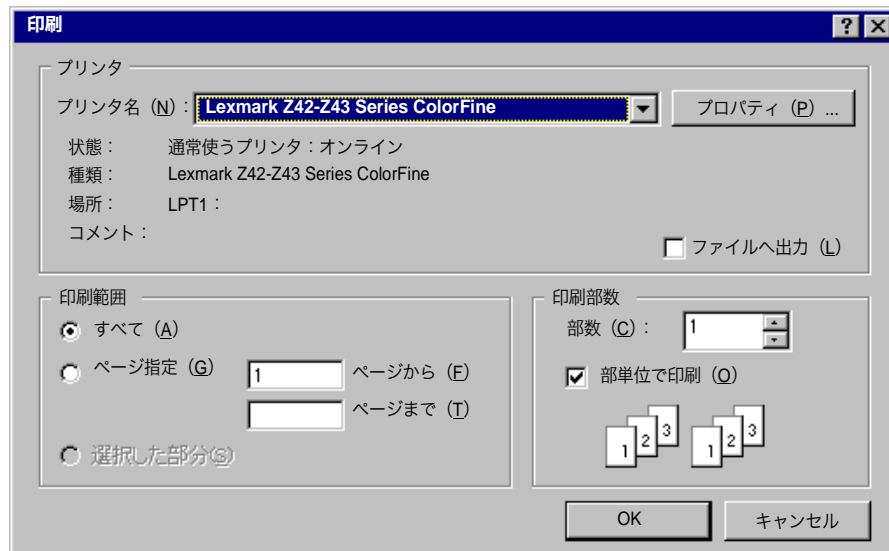 印刷
プリンタ
プリンタ名（N）： Lexmark Z42-Z43 Series ColorFine プロパティ（P）...
状態： 通常使うプリンタ：オンライン
種類： Lexmark Z42-Z43 Series ColorFine
場所： LPT1：
コメント：
ファイルへ出力（L）
印刷範囲
すべて（A）
ページ指定（G） 1 ページから（F）
ページまで（T）
選択した部分(S)
印刷部数
部数（C）： 1
部単位で印刷（O）
1 2 3 1 2 3
OK キャンセル